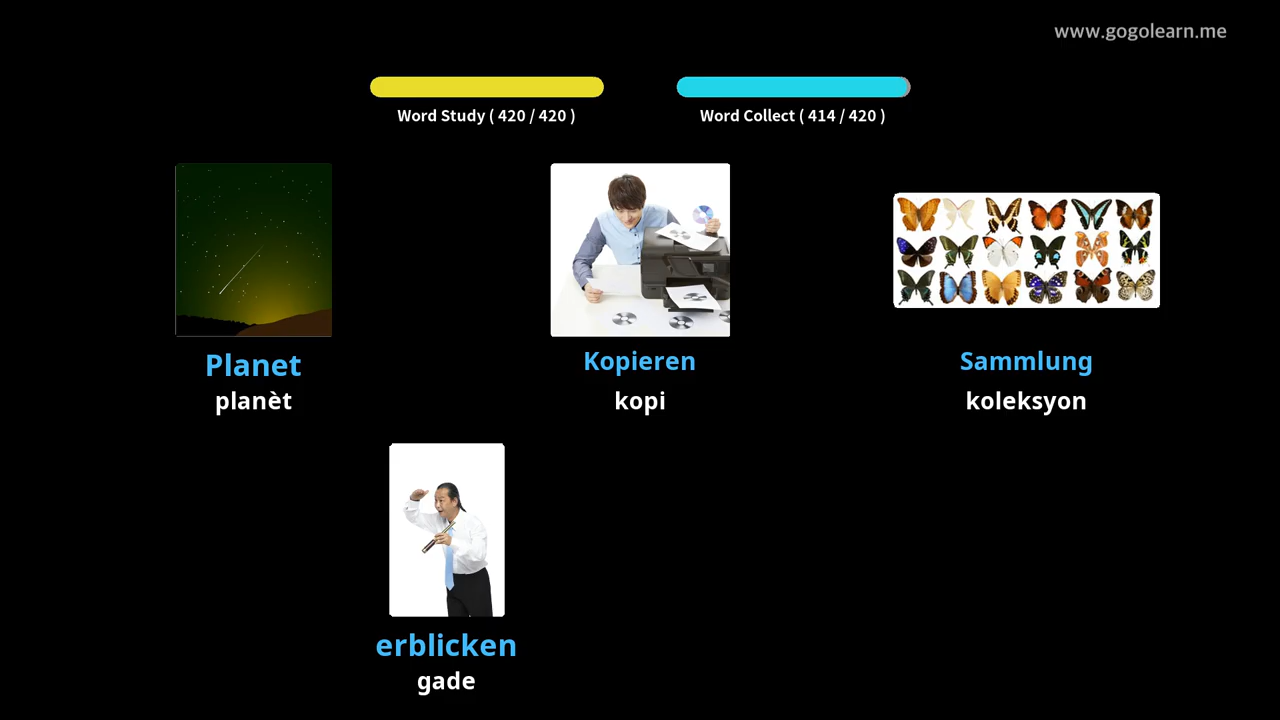 www.gogolearn.me
Word Study ( 420 / 420 )
Word Collect ( 414 / 420 )
Planet
planèt
Kopieren
kopi
Sammlung
koleksyon
erblicken
gade